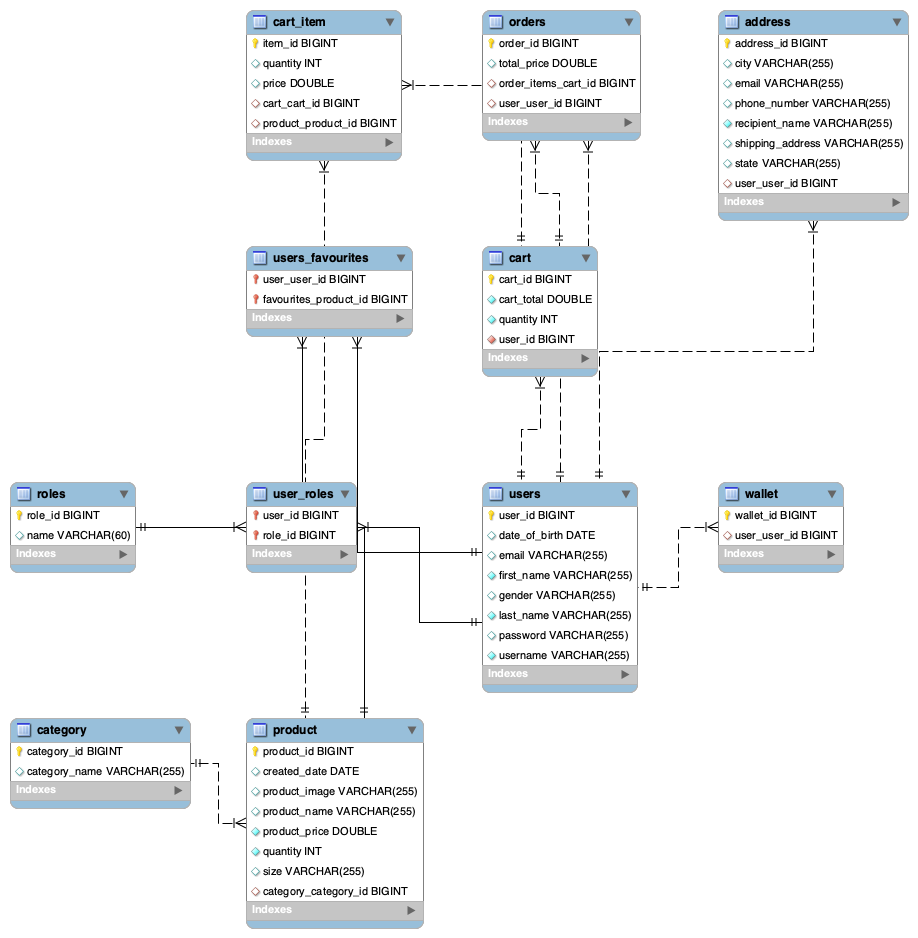 cart_item
item_id BIGINT
quantity INT
price DOUBLE
cart_cart_id BIGINT
product_product_id BIGINT
Indexes
orders
order_id BIGINT
total_price DOUBLE
order_items_cart_id BIGINT
user_user_id BIGINT
Indexes
address
address_id BIGINT
city VARCHAR(255)
email VARCHAR(255)
phone_number VARCHAR(255)
recipient_name VARCHAR(255)
shipping_address VARCHAR(255)
state VARCHAR(255)
user_user_id BIGINT
Indexes
users_favourites
user_user_id BIGINT
favourites_product_id BIGINT
Indexes
cart
cart_id BIGINT
cart_total DOUBLE
quantity INT
user_id BIGINT
Indexes
roles
role_id BIGINT
name VARCHAR(60)
Indexes
user_roles
user_id BIGINT
role_id BIGINT
Indexes
users
user_id BIGINT
date_of_birth DATE
email VARCHAR(255)
first_name VARCHAR(255)
gender VARCHAR(255)
last_name VARCHAR(255)
password VARCHAR(255)
username VARCHAR(255)
Indexes
wallet
wallet_id BIGINT
user_user_id BIGINT
Indexes
category
category_id BIGINT
category_name VARCHAR(255)
Indexes
product
product_id BIGINT
created_date DATE
product_image VARCHAR(255)
product_name VARCHAR(255)
product_price DOUBLE
quantity INT
size VARCHAR(255)
category_category_id BIGINT
Indexes